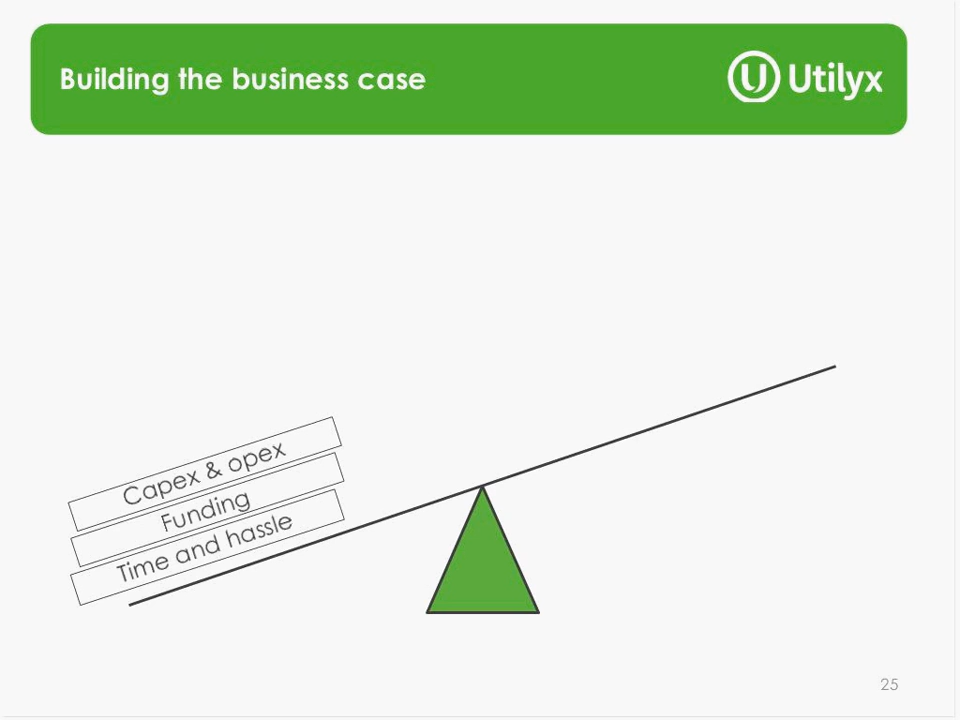 Building the business case
Utilyx
Capex & opex
Funding
Time and hassle
25